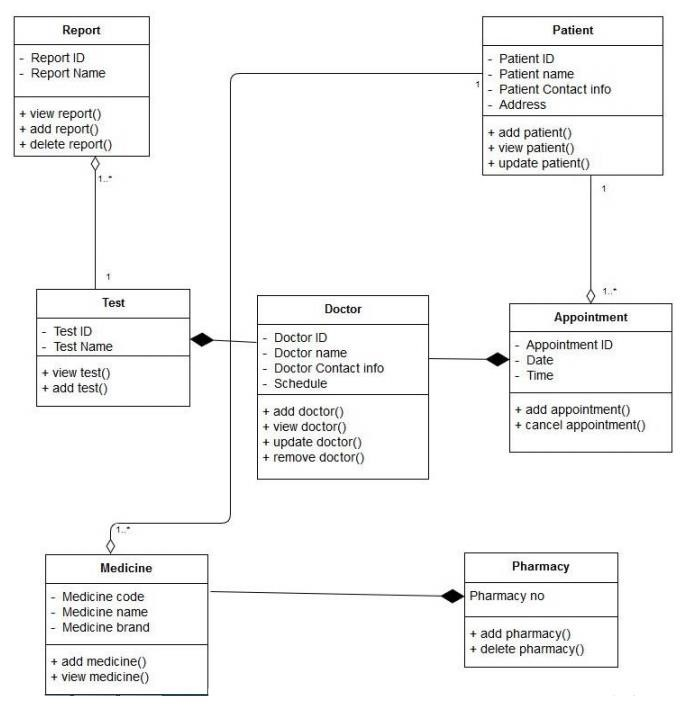 Report
- Report ID
- Report Name
+ view report()
+ add report()
+ delete report()
1..*
Patient
- Patient ID
- Patient name
- Patient Contact info
- Address
+ add patient()
+ view patient()
+ update patient()
1
1
1
Test
- Test ID
- Test Name
+ view test()
+ add test()
Doctor
- Doctor ID
- Doctor name
- Doctor Contact info
- Schedule
+ add doctor()
+ view doctor()
+ update doctor()
+ remove doctor()
1..*
Appointment
- Appointment ID
- Date
- Time
+ add appointment()
+ cancel appointment()
1..*
Medicine
- Medicine code
- Medicine name
- Medicine brand
+ add medicine()
+ view medicine()
Pharmacy
Pharmacy no
+ add pharmacy()
+ delete pharmacy()